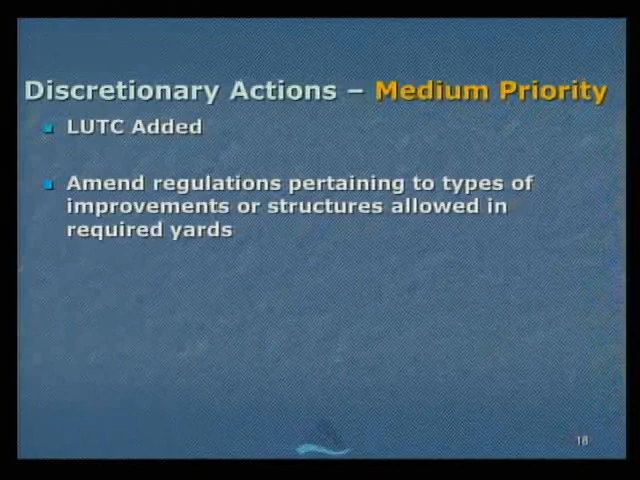 Discretionary Actions – Medium Priority
LUTC Added
Amend regulations pertaining to types of
improvements or structures allowed in
required yards
18